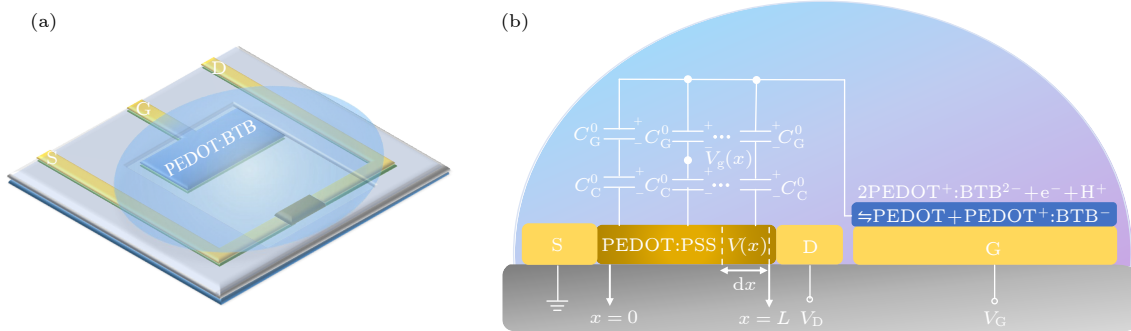 (a)
D
G
PEDOT:BTB
S
(b)
C_G^0 + − C_G^0 + − ··· + − C_G^0
V_g(x)
C_C^0 + − C_C^0 + − ··· + − C_C^0
2PEDOT⁺:BTB²⁻+e⁻+H⁺
⇋PEDOT+PEDOT⁺:BTB⁻
S PEDOT:PSS V(x) D G
dx
x = 0 x = L V_D V_G